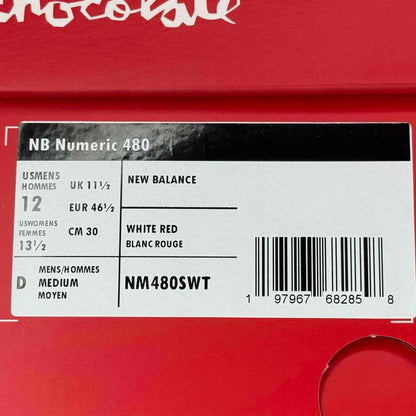 chocolate
NB Numeric 480
USMENS
HOMMES
12
UK 11½
EUR 46½
USWOMENS
FEMMES
13½
CM 30
NEW BALANCE
WHITE RED
BLANC ROUGE
D
MENS/HOMMES
MEDIUM
MOYEN
NM480SWT
1 97967 68285 8